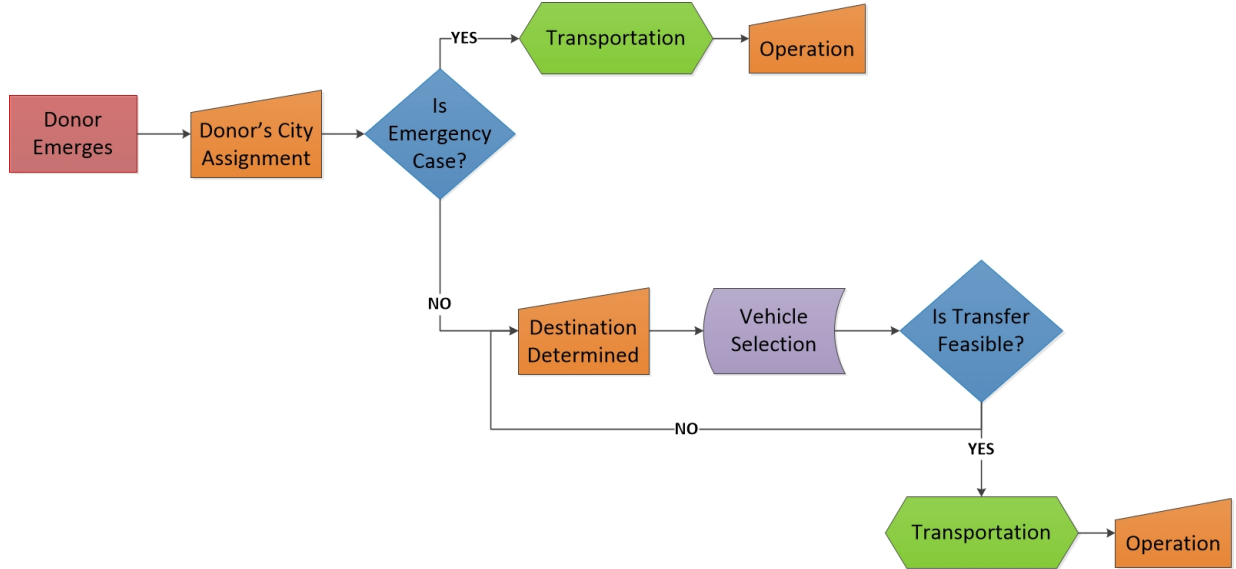 YES
Transportation
Operation
Donor
Emerges
Donor's City
Assignment
Is
Emergency
Case?
NO
Destination
Determined
Vehicle
Selection
Is Transfer
Feasible?
NO
YES
Transportation
Operation